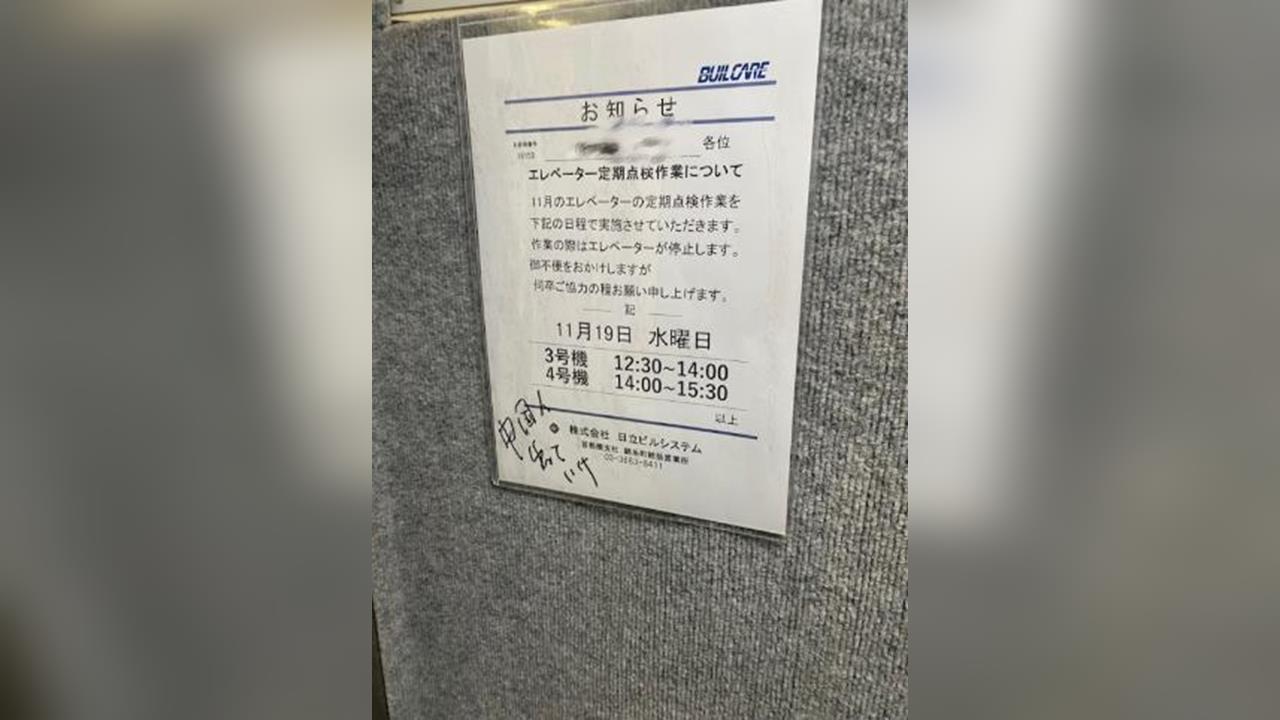 BUILCARE
お知らせ
各位
エレベーター定期点検作業について
11月のエレベーターの定期点検作業を
下記の日程で実施させていただきます。
作業の際はエレベーターが停止します。
御不便をおかけしますが
何卒ご協力の程お願い申し上げます。
記
11月19日 水曜日
3号機 12:30~14:00
4号機 14:00~15:30
以上
株式会社 日立ビルシステム
03-3663-8411
中国人
出て
いけ